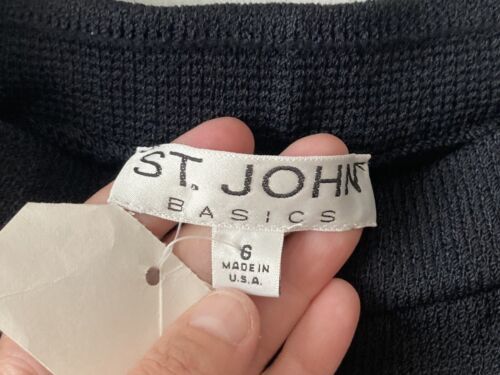 ST. JOHN
BASICS
6
MADE IN
U.S.A.